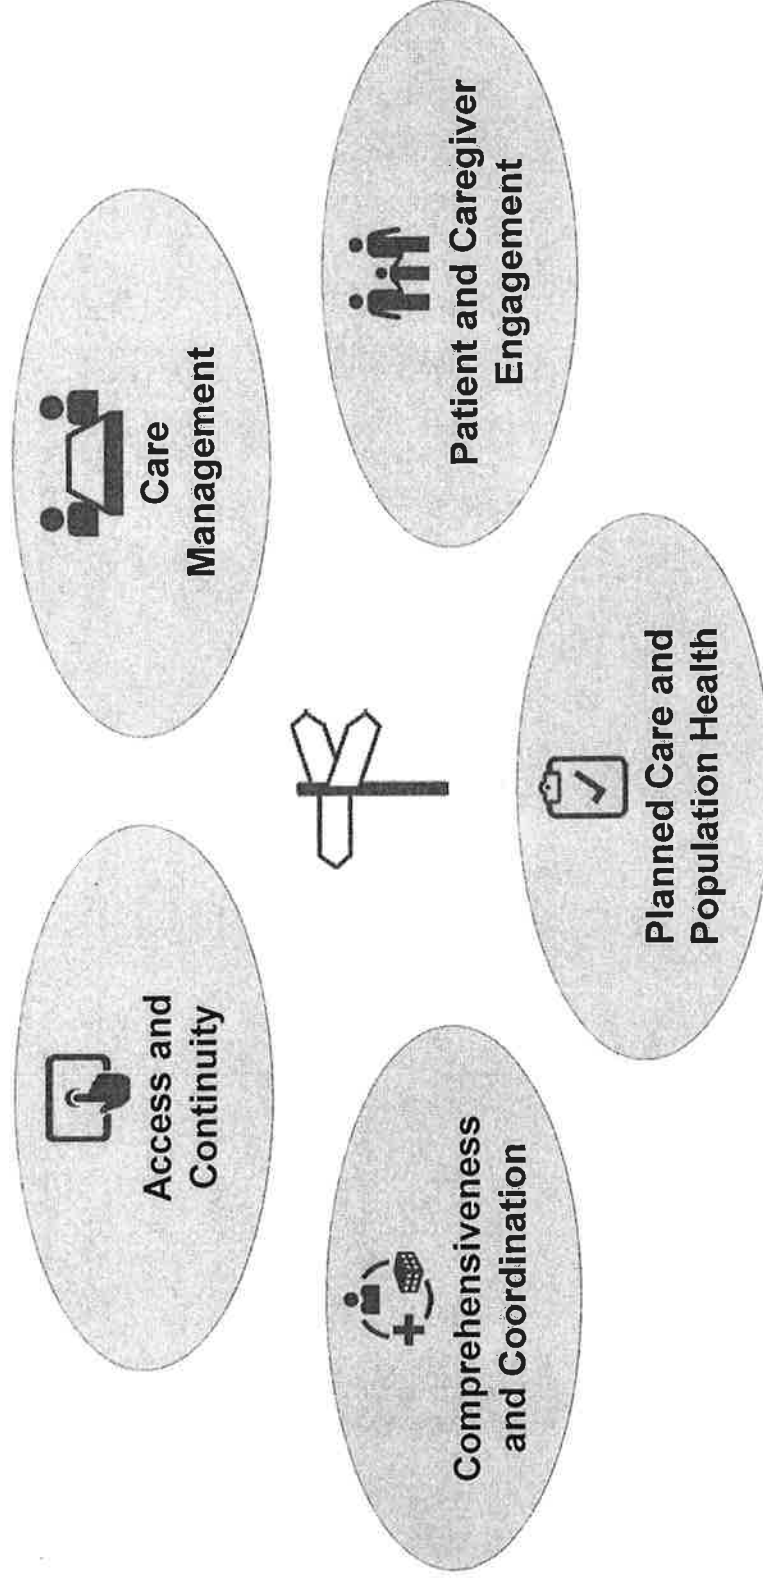 Access and
Continuity
Care
Management
Comprehensiveness
and Coordination
Patient and Caregiver
Engagement
Planned Care and
Population Health